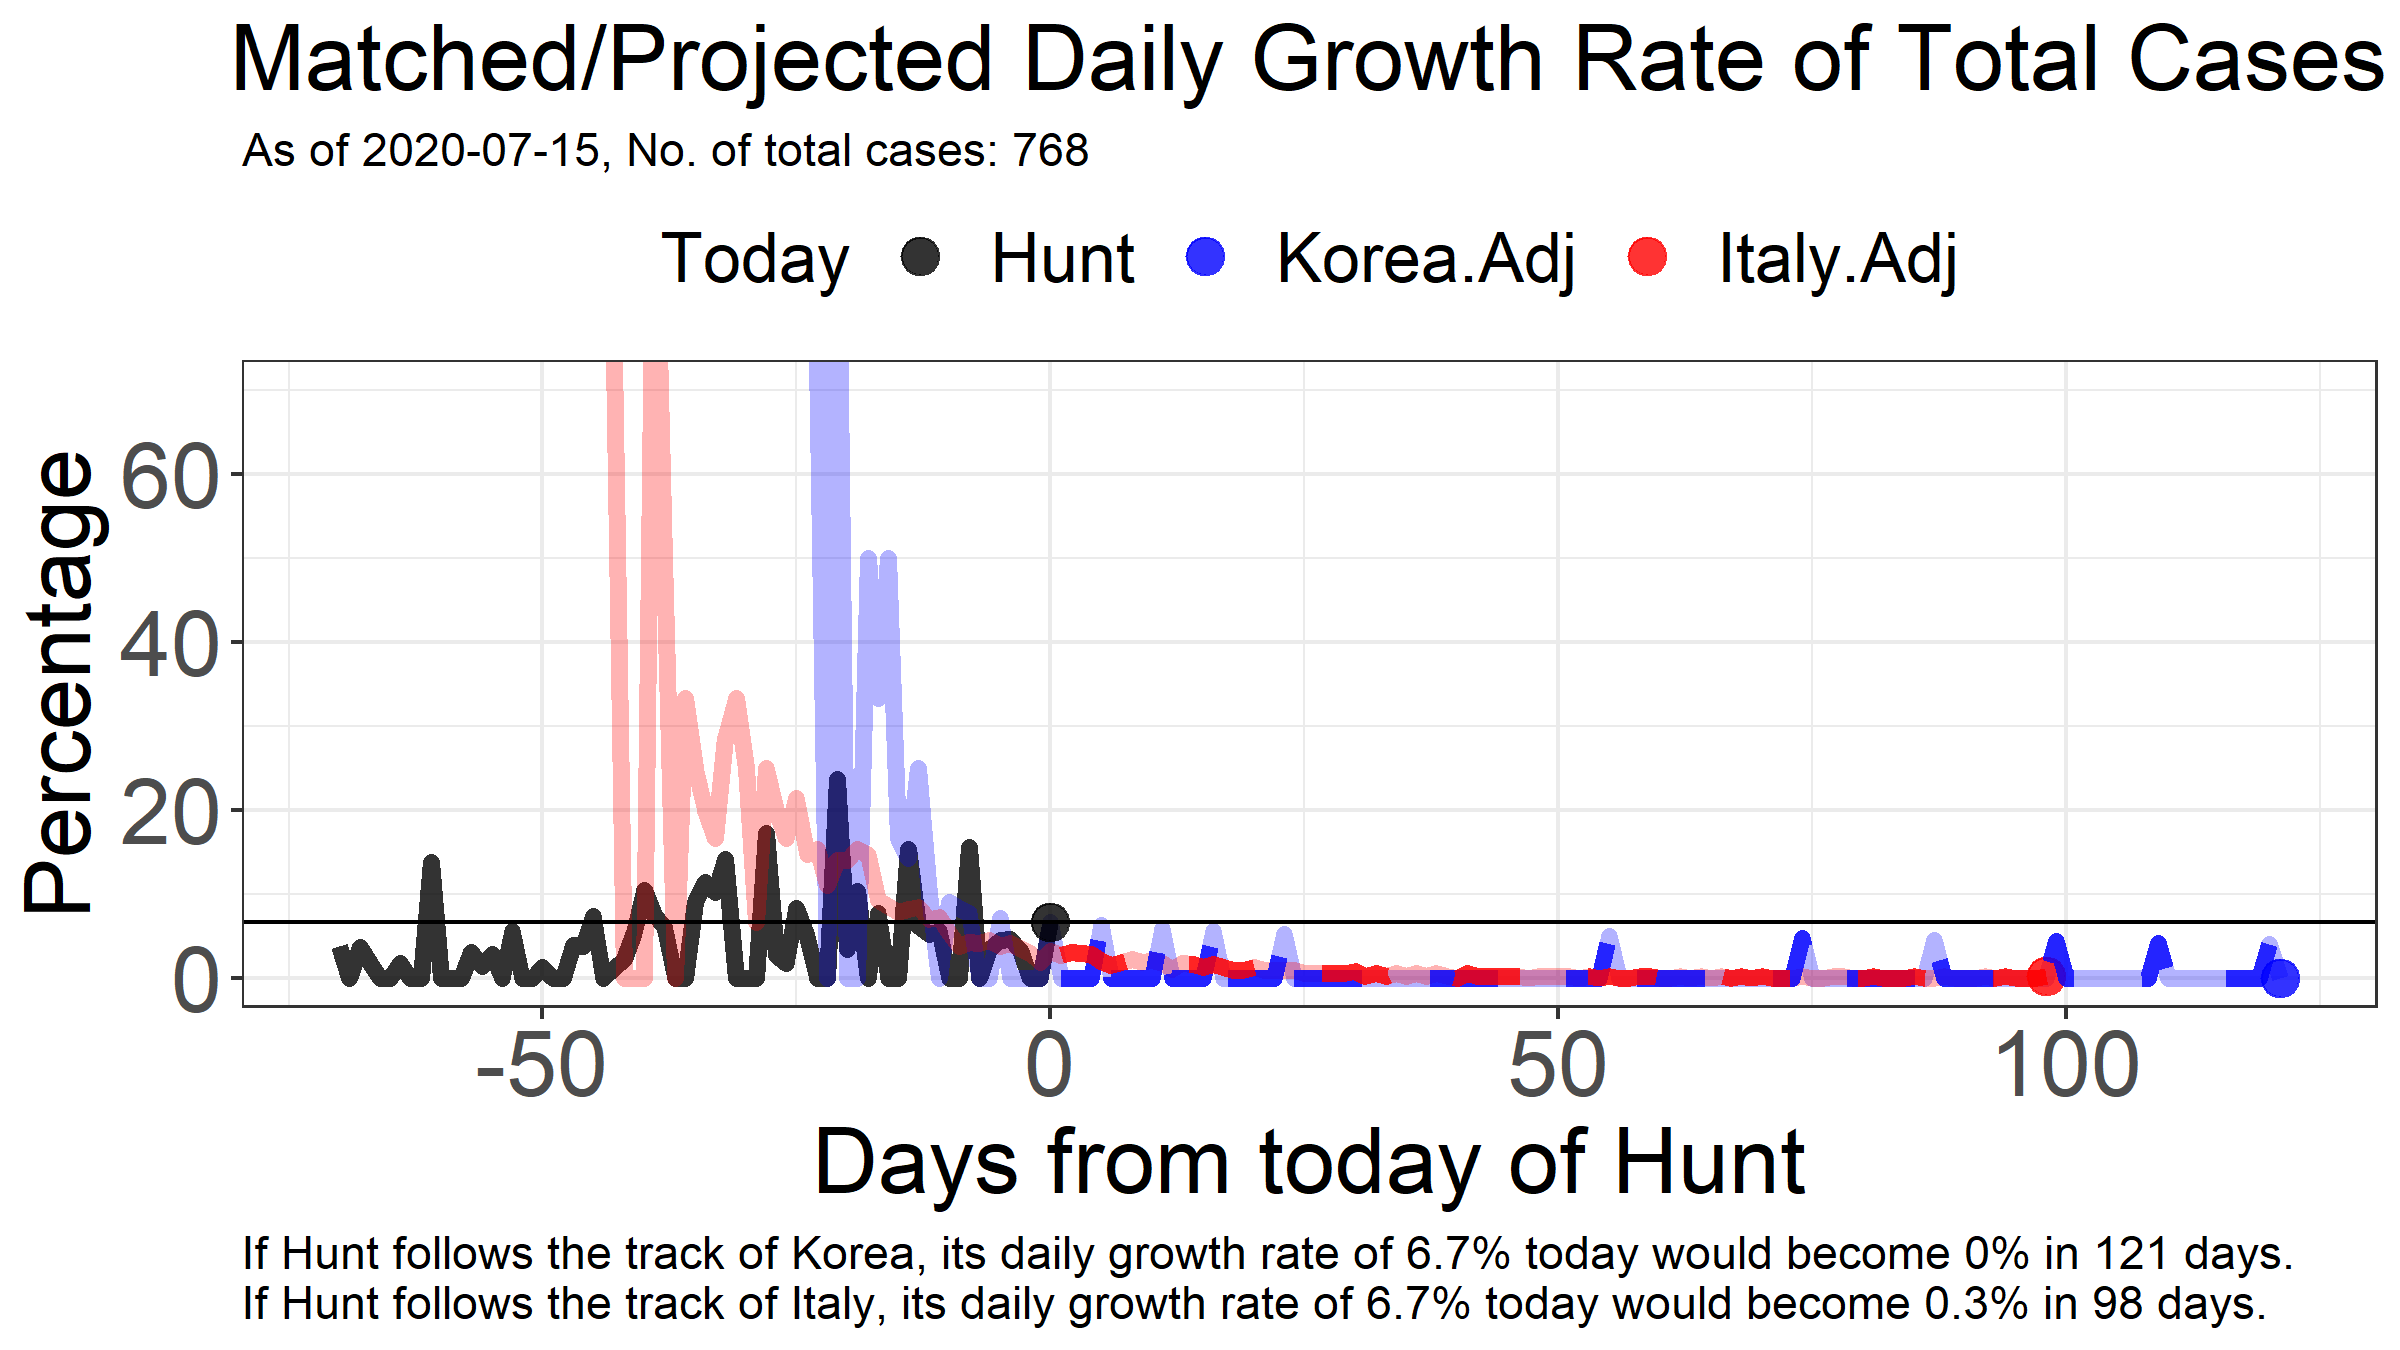 Matched/Projected Daily Growth Rate of Total Cases
As of 2020-07-15, No. of total cases: 768
Today Hunt Korea.Adj Italy.Adj
Percentage
60
40
20
0
-50 0 50 100
Days from today of Hunt
If Hunt follows the track of Korea, its daily growth rate of 6.7% today would become 0% in 121 days.
If Hunt follows the track of Italy, its daily growth rate of 6.7% today would become 0.3% in 98 days.